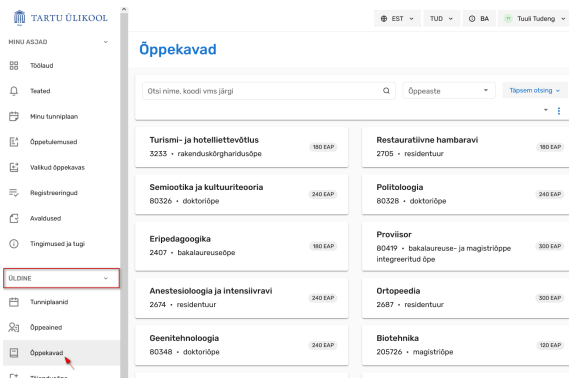 TARTU ÜLIKOOL
EST TUD BA TT Tuuli Tudeng
MINU ASJAD
Töölaud
Teated
Minu tunniplaan
Õppetulemused
Valikud õppekavas
Registreeringud
Avaldused
Tingimused ja tugi
ÜLDINE
Tunniplaanid
Õppeained
Õppekavad
Õppekavad
Otsi nime, koodi vms järgi
Õppeaste
Täpsem otsing
Turismi- ja hotelliettevõtlus
3233 • rakenduskõrgharidusõpe
180 EAP
Restauratiivne hambaravi
2705 • residentuur
180 EAP
Semiootika ja kultuuriteooria
80326 • doktoriõpe
240 EAP
Politoloogia
80328 • doktoriõpe
240 EAP
Eripedagoogika
2407 • bakalaureuseõpe
180 EAP
Proviisor
80419 • bakalaureuse- ja magistriõppe
integreeritud õpe
300 EAP
Anestesioloogia ja intensiivravi
2674 • residentuur
240 EAP
Ortopeedia
2687 • residentuur
300 EAP
Geenitehnoloogia
80348 • doktoriõpe
240 EAP
Biotehnika
205726 • magistriõpe
120 EAP